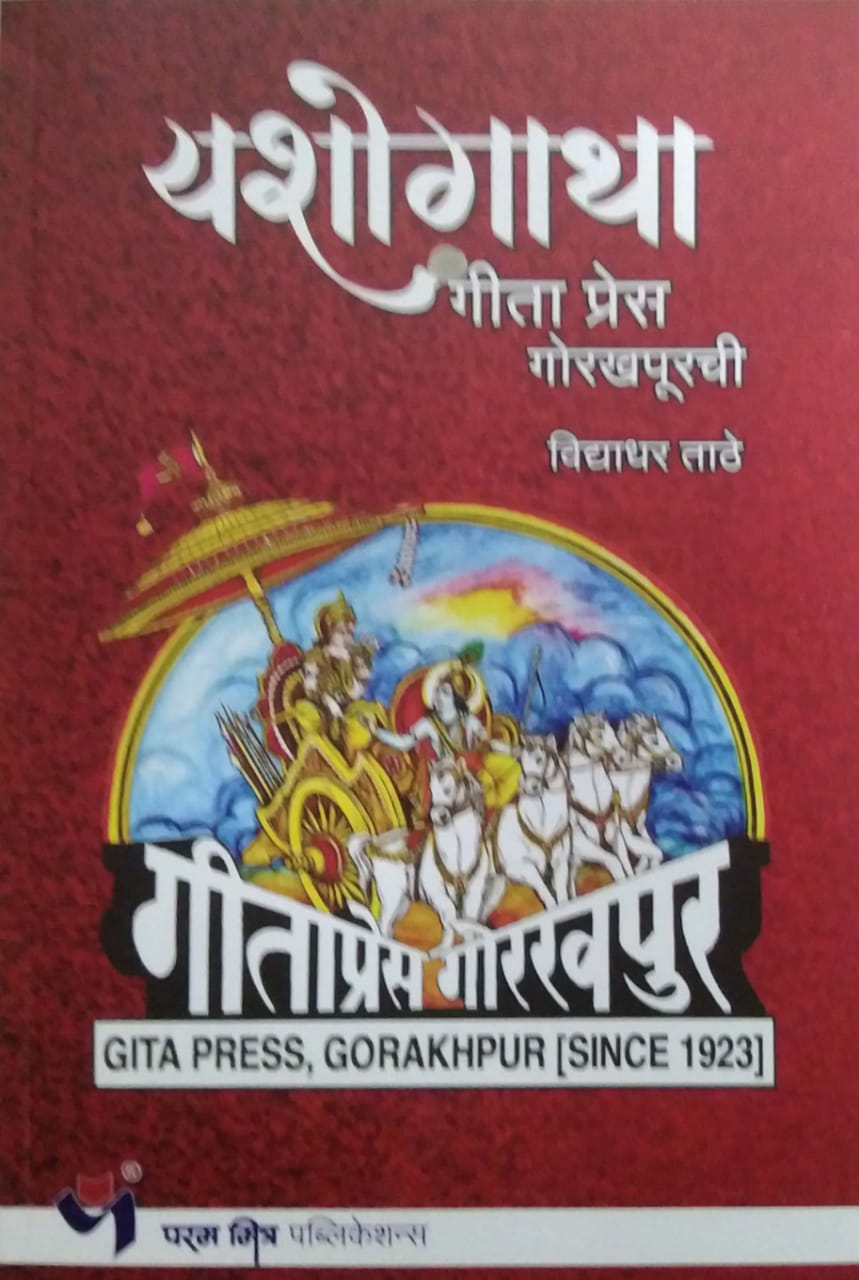 यशोगाथा
गीता प्रेस
गोरखपूरची
विद्याधर ताठे
गीताप्रेस गोरखपुर
GITA PRESS, GORAKHPUR [SINCE 1923]
®
परम मित्र पब्लिकेशन्स